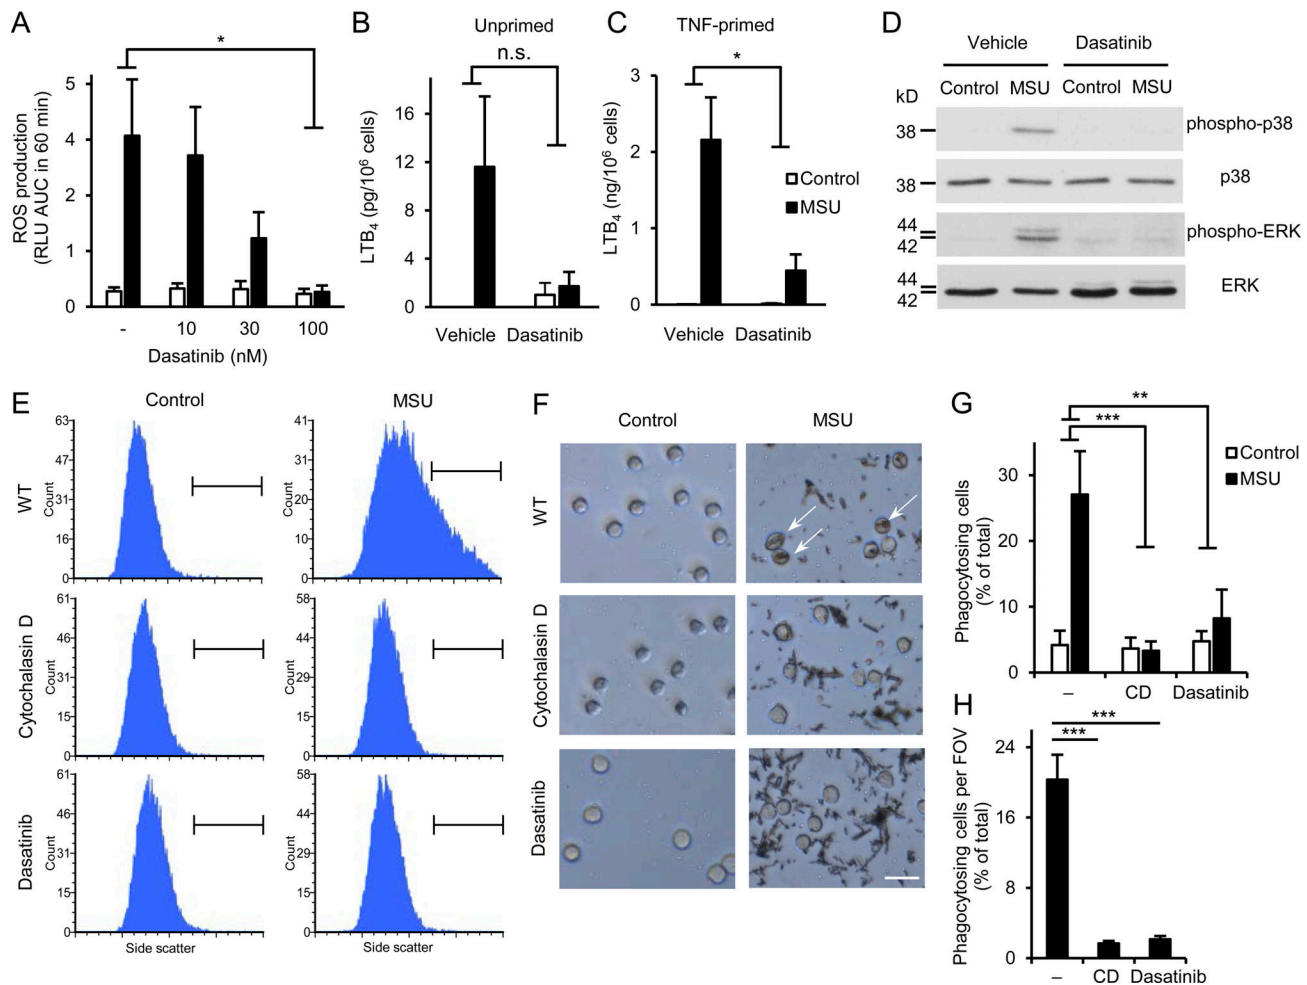 A
*
ROS production
(RLU AUC in 60 min)
5
4
2
1
0
- 10 30 100
Dasatinib (nM)
B
Unprimed
n.s.
LTB4 (pg/10^6 cells)
16
12
8
4
0
Vehicle Dasatinib
C
TNF-primed
*
LTB4 (ng/10^6 cells)
3
2
1
0
Control
MSU
Vehicle Dasatinib
D
Vehicle Dasatinib
kD Control MSU Control MSU
38 phospho-p38
38 p38
44 phospho-ERK
42
44 ERK
42
E
Control MSU
WT
Count
63
47
31
16
0
Count
41
31
20
10
0
Cytochalasin D
Count
61
46
31
15
0
Count
58
44
29
15
0
Dasatinib
Count
61
46
31
15
0
Count
58
44
29
15
0
Side scatter Side scatter
F
Control MSU
WT
Cytochalasin D
Dasatinib
G
**
***
Phagocytosing cells
(% of total)
30
20
10
0
Control
MSU
– CD Dasatinib
H
***
***
Phagocytosing cells per FOV
(% of total)
24
16
8
0
– CD Dasatinib